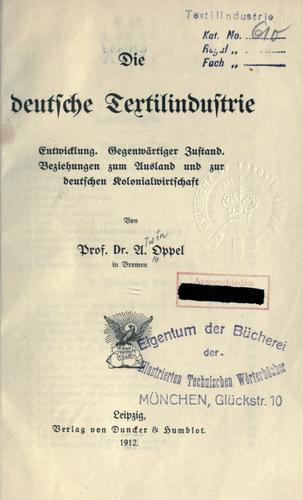 Textilindustrie
Kat. No. 610
Regal „
Fach „
Die
deutsche Textilindustrie
Entwicklung. Gegenwärtiger Zustand.
Beziehungen zum Ausland und zur
deutschen Kolonialwirtschaft
Von
Prof. Dr. A. Oppel
in Bremen
Ausgeschieden
Eigentum der Bücherei
der
Illustrierten Technischen Wörterbücher
MÜNCHEN, Glückstr. 10
Leipzig,
Verlag von Duncker & Humblot.
1912.